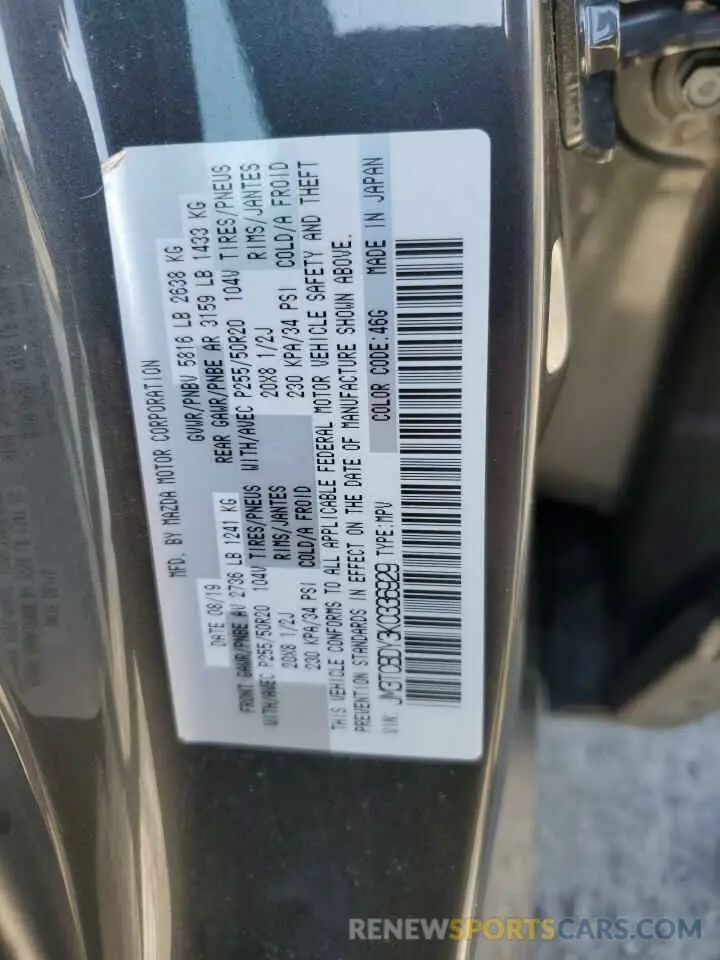 MFD. BY MAZDA MOTOR CORPORATION
DATE 08/19 GVWR/PNBV 5816 LB 2638 KG
FRONT GAWR/PNBE AV 2736 LB 1241 KG REAR GAWR/PNBE AR 3159 LB 1433 KG
WITH/AVEC P255/50R20 104V TIRES/PNEUS WITH/AVEC P255/50R20 104V TIRES/PNEUS
20X8 1/2J RIMS/JANTES 20X8 1/2J RIMS/JANTES
230 KPA/34 PSI COLD/A FROID 230 KPA/34 PSI COLD/A FROID
THIS VEHICLE CONFORMS TO ALL APPLICABLE FEDERAL MOTOR VEHICLE SAFETY AND THEFT
PREVENTION STANDARDS IN EFFECT ON THE DATE OF MANUFACTURE SHOWN ABOVE.
COLOR CODE:46G MADE IN JAPAN
VIN. JM3TCBDY3K0336929 TYPE:MPV
RENEWSPORTSCARS.COM